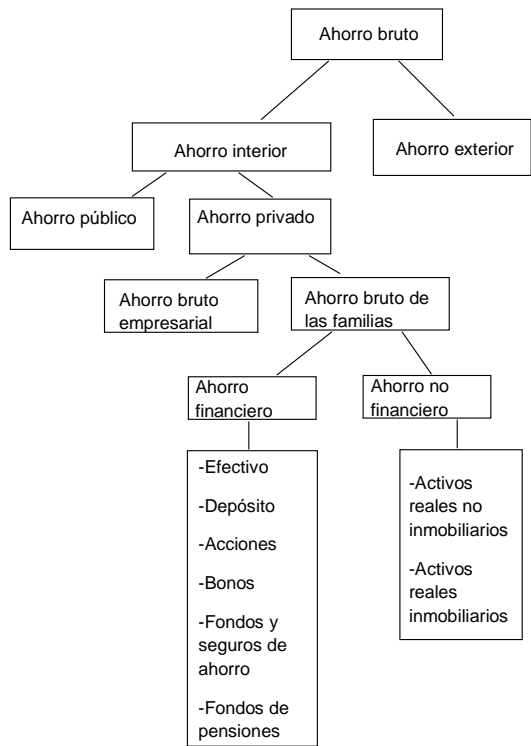 Ahorro bruto
Ahorro interior
Ahorro exterior
Ahorro público
Ahorro privado
Ahorro bruto
empresarial
Ahorro bruto de
las familias
Ahorro
financiero
Ahorro no
financiero
-Efectivo
-Depósito
-Acciones
-Bonos
-Fondos y
seguros de
ahorro
-Fondos de
pensiones
-Activos
reales no
inmobiliarios
-Activos
reales
inmobiliarios